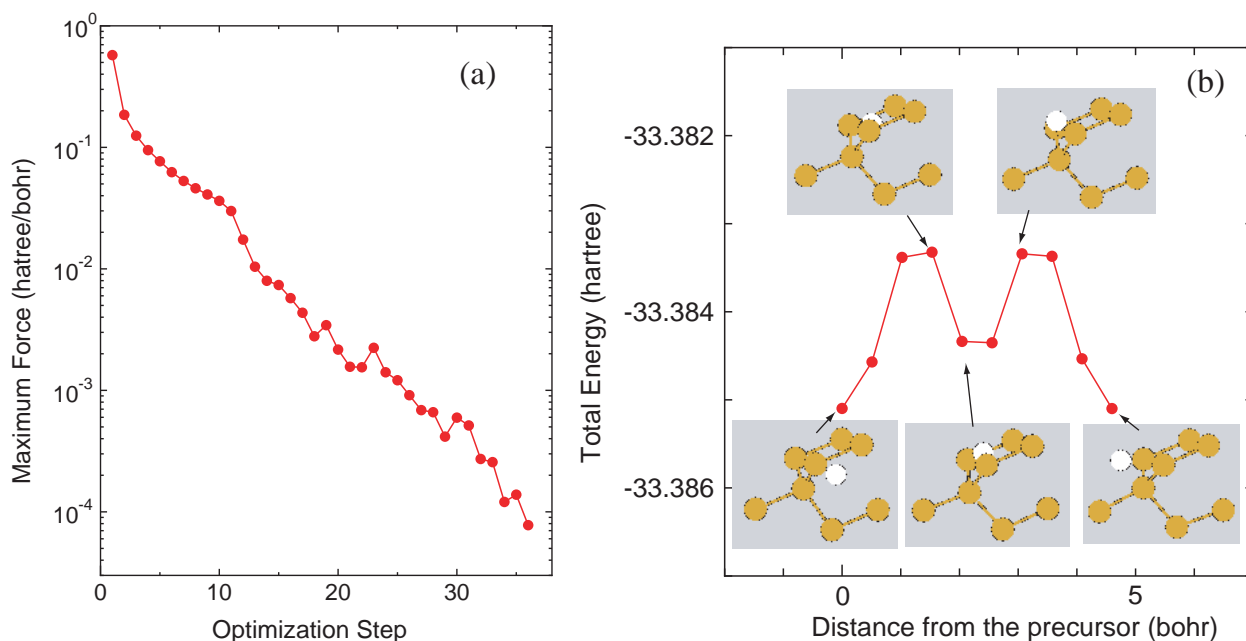 (a)
10^0
10^-1
10^-2
10^-3
10^-4
0
10
20
30
Maximum Force (hatree/bohr)
Optimization Step
(b)
-33.382
-33.384
-33.386
0
5
Total Energy (hartree)
Distance from the precursor (bohr)